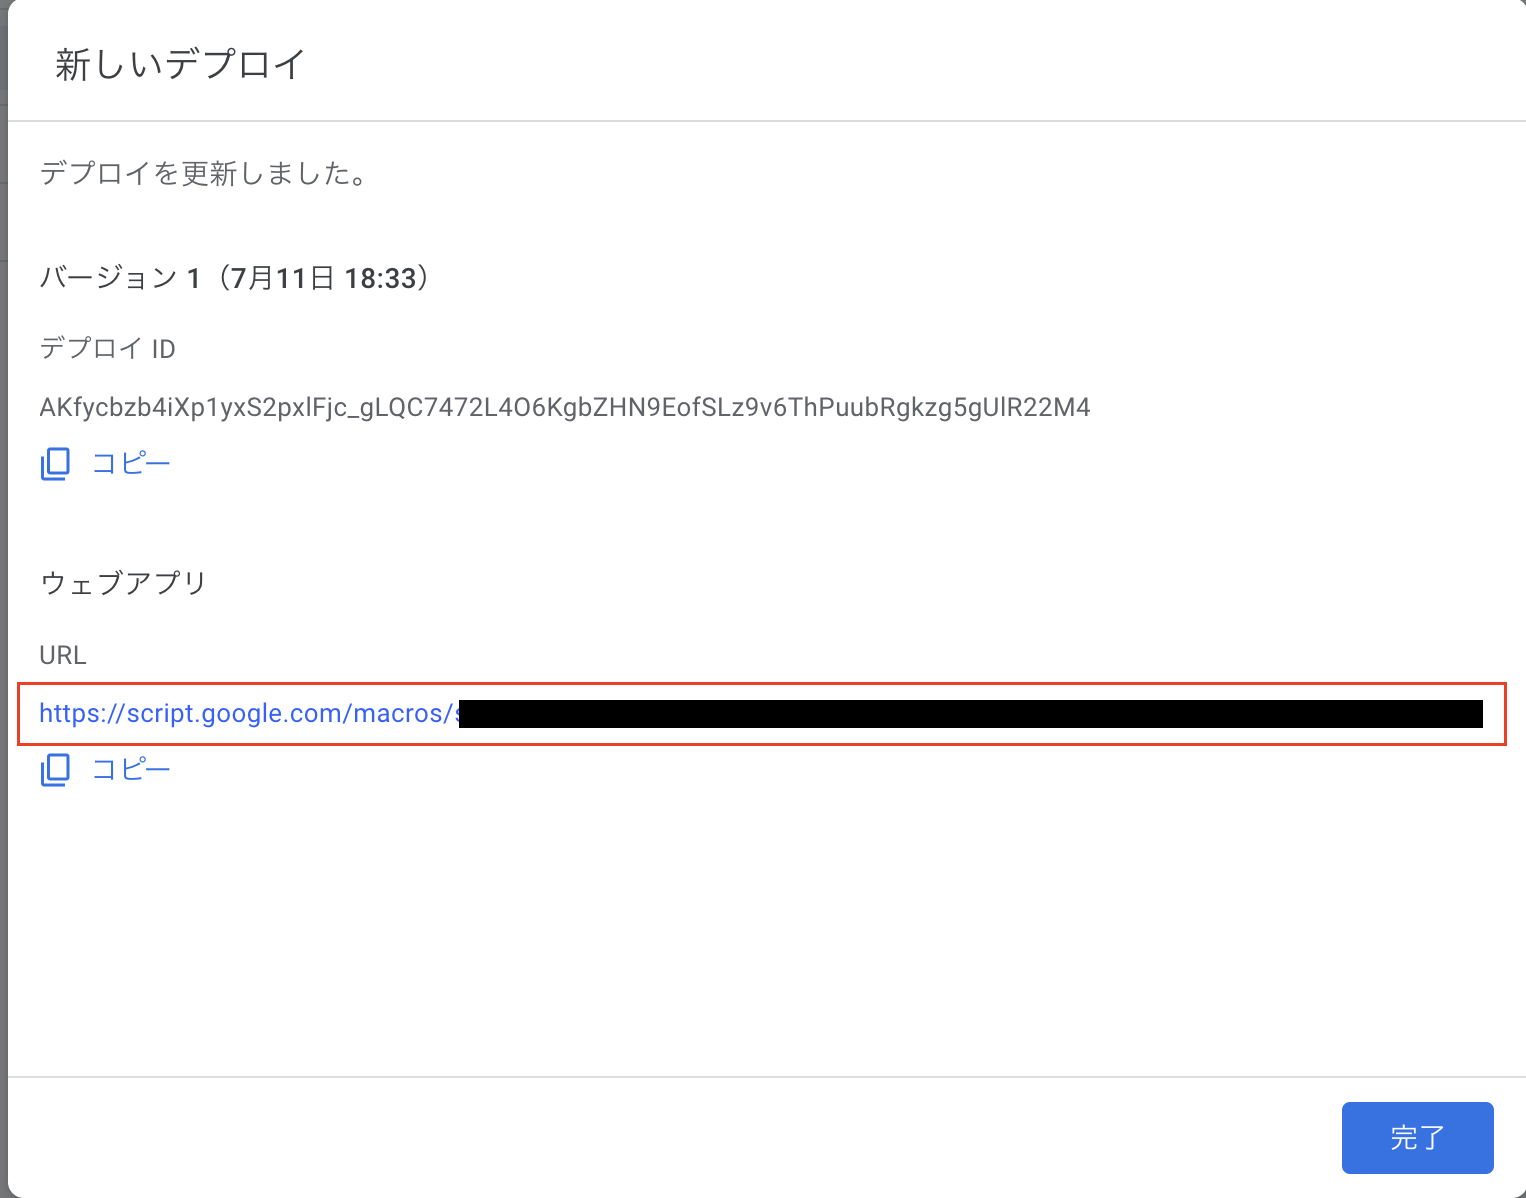 新しいデプロイ
デプロイを更新しました。
バージョン 1（7月11日 18:33）
デプロイ ID
AKfycbzb4iXp1yxS2pxlFjc_gLQC7472L4O6KgbZHN9EofSLz9v6ThPuubRgkzg5gUlR22M4
コピー
ウェブアプリ
URL
https://script.google.com/macros/s
コピー
完了